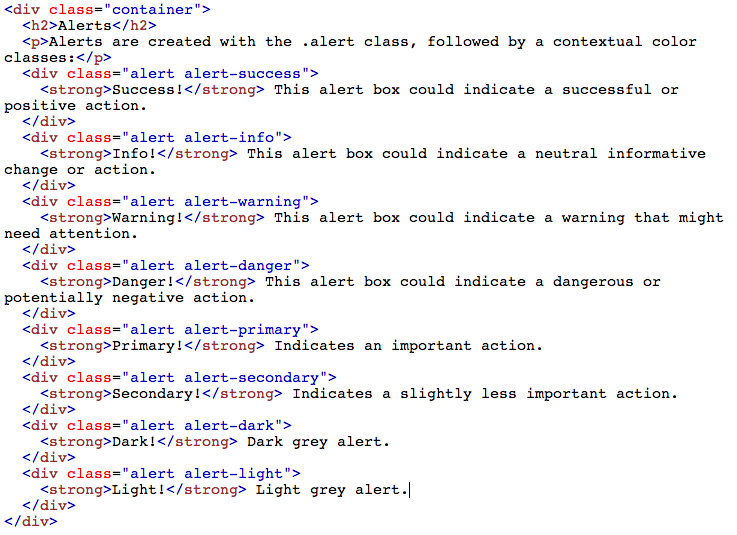 <div class="container">
  <h2>Alerts</h2>
  <p>Alerts are created with the .alert class, followed by a contextual color
classes:</p>
  <div class="alert alert-success">
    <strong>Success!</strong> This alert box could indicate a successful or
positive action.
  </div>
  <div class="alert alert-info">
    <strong>Info!</strong> This alert box could indicate a neutral informative
change or action.
  </div>
  <div class="alert alert-warning">
    <strong>Warning!</strong> This alert box could indicate a warning that might
need attention.
  </div>
  <div class="alert alert-danger">
    <strong>Danger!</strong> This alert box could indicate a dangerous or
potentially negative action.
  </div>
  <div class="alert alert-primary">
    <strong>Primary!</strong> Indicates an important action.
  </div>
  <div class="alert alert-secondary">
    <strong>Secondary!</strong> Indicates a slightly less important action.
  </div>
  <div class="alert alert-dark">
    <strong>Dark!</strong> Dark grey alert.
  </div>
  <div class="alert alert-light">
    <strong>Light!</strong> Light grey alert.
  </div>
</div>